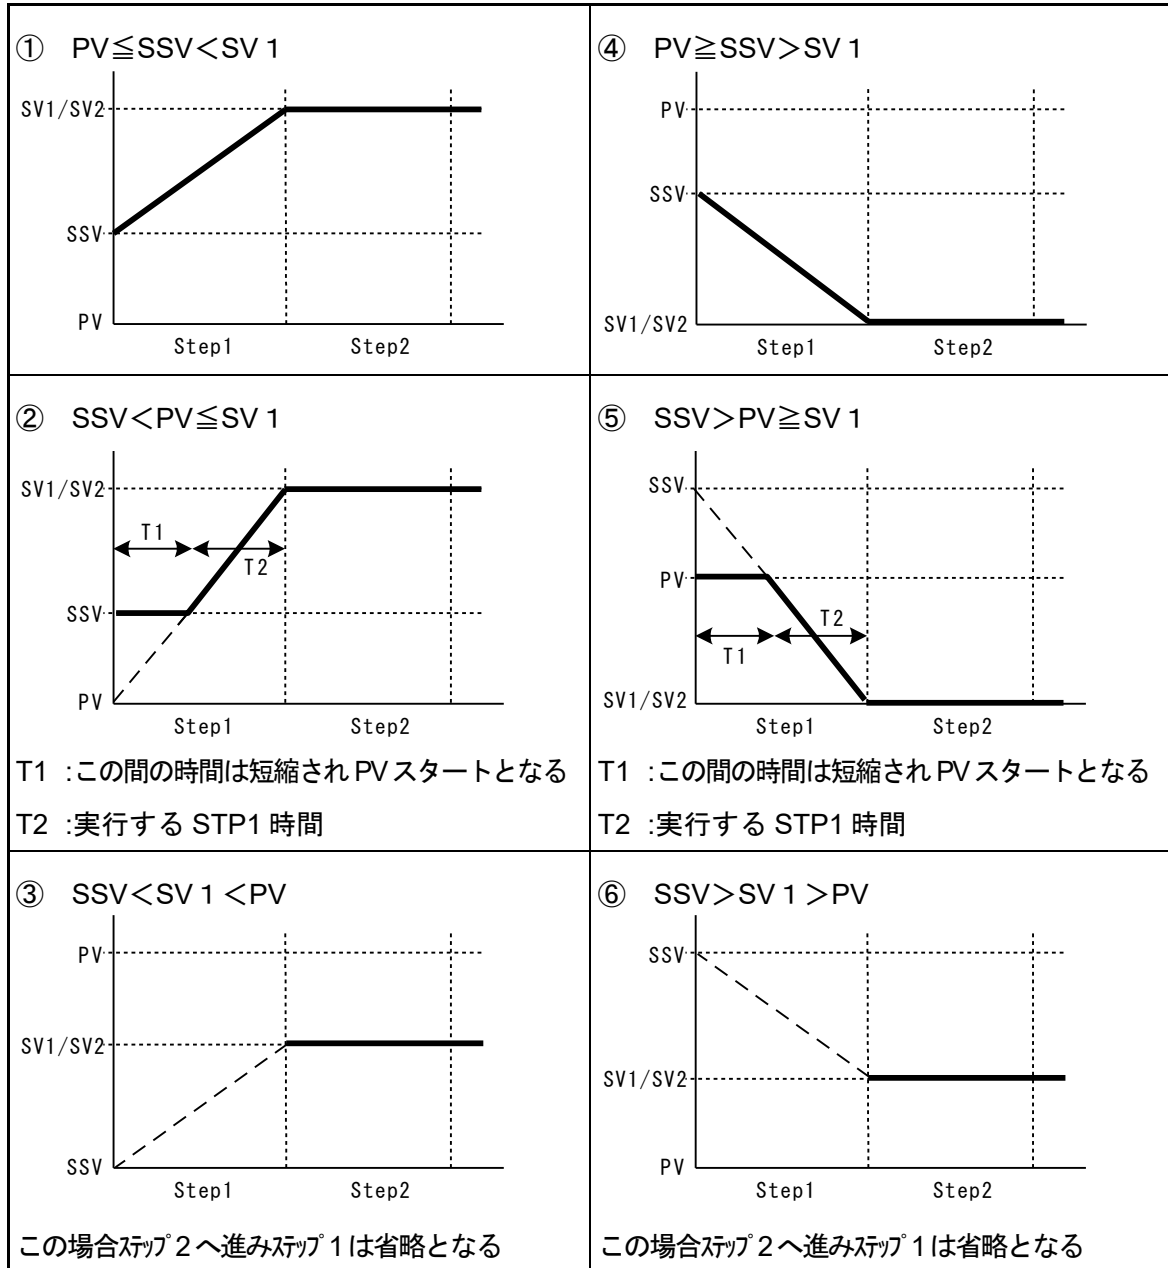 ① PV≦SSV＜SV１
SV1/SV2
SSV
PV
Step1 Step2
④ PV≧SSV＞SV１
PV
SSV
SV1/SV2
Step1 Step2
② SSV＜PV≦SV１
SV1/SV2
T1
T2
SSV
PV
Step1 Step2
T1 :この間の時間は短縮され PV スタートとなる
T2 :実行する STP1 時間
⑤ SSV＞PV≧SV１
SSV
PV
T2
T1
SV1/SV2
Step1 Step2
T1 :この間の時間は短縮され PV スタートとなる
T2 :実行する STP1 時間
③ SSV＜SV１＜PV
PV
SV1/SV2
SSV
Step1 Step2
この場合ｽﾃｯﾌﾟ２へ進みｽﾃｯﾌﾟ１は省略となる
⑥ SSV＞SV１＞PV
SSV
SV1/SV2
PV
Step1 Step2
この場合ｽﾃｯﾌﾟ２へ進みｽﾃｯﾌﾟ１は省略となる